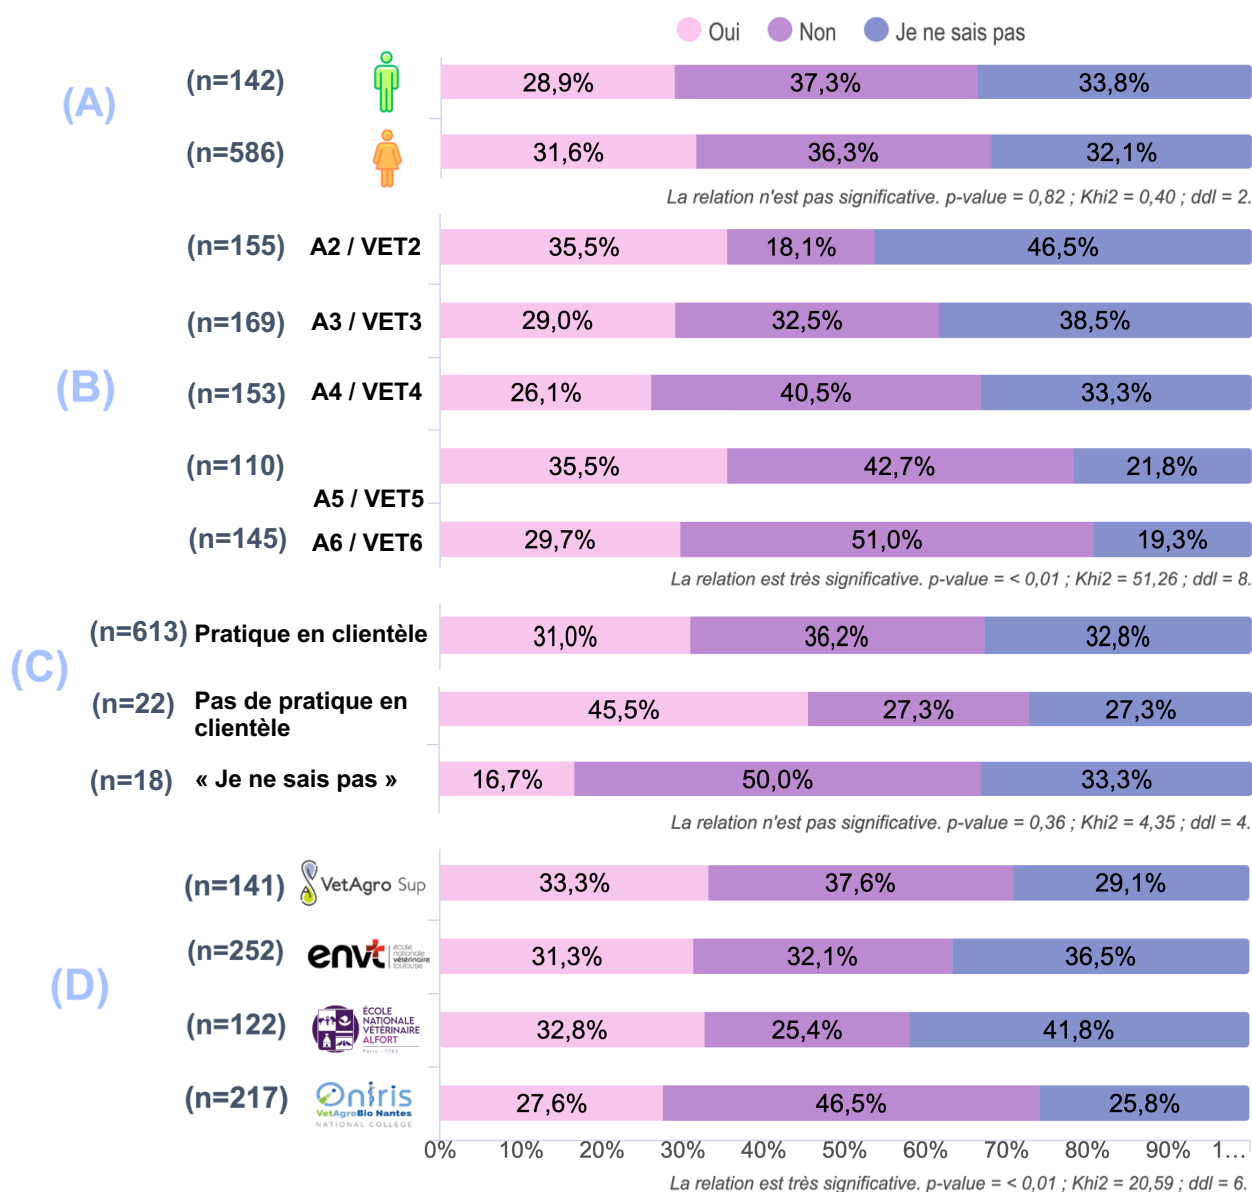 Oui Non Je ne sais pas
(A)
(n=142) 28,9% 37,3% 33,8%
(n=586) 31,6% 36,3% 32,1%
La relation n'est pas significative. p-value = 0,82 ; Khi2 = 0,40 ; ddl = 2.
(B)
(n=155) A2 / VET2 35,5% 18,1% 46,5%
(n=169) A3 / VET3 29,0% 32,5% 38,5%
(n=153) A4 / VET4 26,1% 40,5% 33,3%
(n=110) 35,5% 42,7% 21,8%
A5 / VET5
(n=145) A6 / VET6 29,7% 51,0% 19,3%
La relation est très significative. p-value = < 0,01 ; Khi2 = 51,26 ; ddl = 8.
(C)
(n=613) Pratique en clientèle 31,0% 36,2% 32,8%
(n=22) Pas de pratique en
clientèle
45,5% 27,3% 27,3%
(n=18) « Je ne sais pas » 16,7% 50,0% 33,3%
La relation n'est pas significative. p-value = 0,36 ; Khi2 = 4,35 ; ddl = 4.
(D)
(n=141) VetAgro Sup 33,3% 37,6% 29,1%
(n=252) envt
école
nationale
vétérinaire
toulouse
31,3% 32,1% 36,5%
(n=122)
ÉCOLE
NATIONALE
VÉTÉRINAIRE
ALFORT
Paris - 1765
32,8% 25,4% 41,8%
(n=217) Oniris
VetAgroBio Nantes
NATIONAL COLLEGE
27,6% 46,5% 25,8%
0% 10% 20% 30% 40% 50% 60% 70% 80% 90% 1...
La relation est très significative. p-value = < 0,01 ; Khi2 = 20,59 ; ddl = 6.